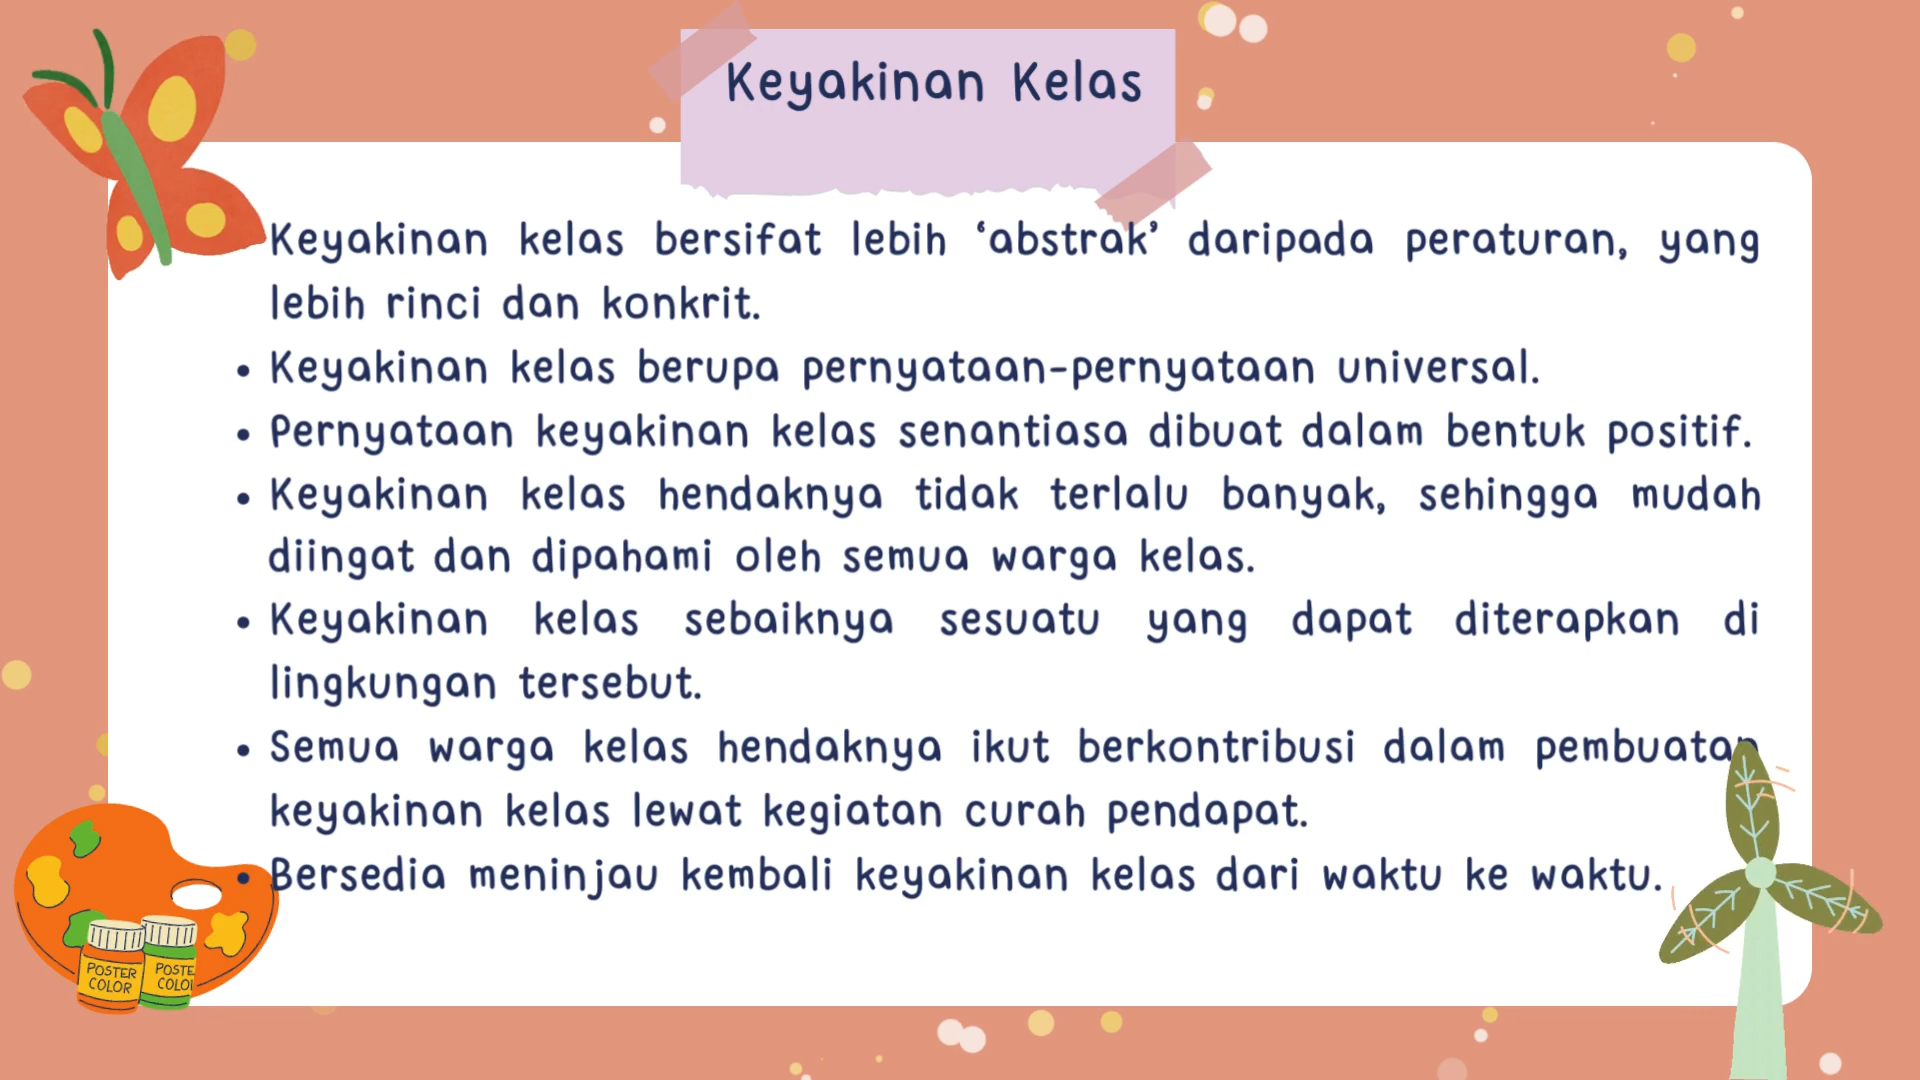 Keyakinan Kelas
Keyakinan kelas bersifat lebih ‘abstrak’ daripada peraturan, yang
lebih rinci dan konkrit.
• Keyakinan kelas berupa pernyataan-pernyataan universal.
• Pernyataan keyakinan kelas senantiasa dibuat dalam bentuk positif.
• Keyakinan kelas hendaknya tidak terlalu banyak, sehingga mudah
diingat dan dipahami oleh semua warga kelas.
• Keyakinan kelas sebaiknya sesuatu yang dapat diterapkan di
lingkungan tersebut.
• Semua warga kelas hendaknya ikut berkontribusi dalam pembuatan
keyakinan kelas lewat kegiatan curah pendapat.
• Bersedia meninjau kembali keyakinan kelas dari waktu ke waktu.
POSTER
COLOR
POSTE
COLO